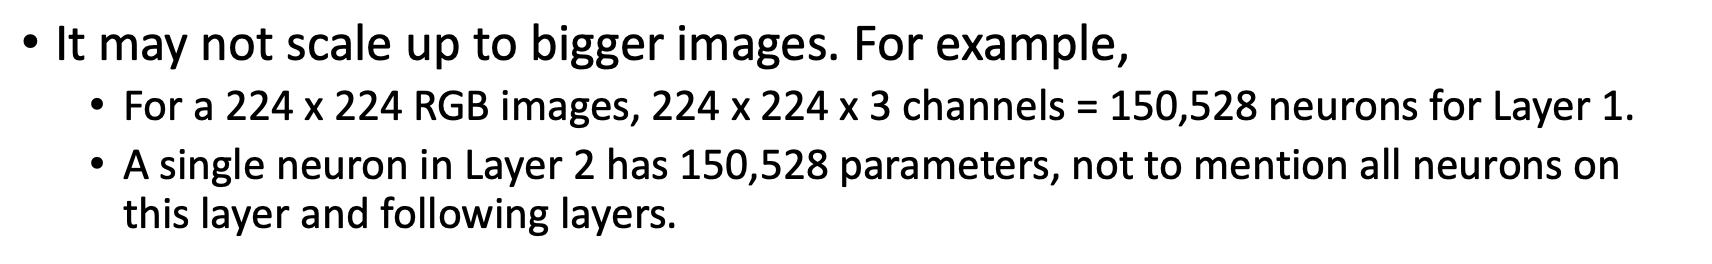 • It may not scale up to bigger images. For example,
• For a 224 x 224 RGB images, 224 x 224 x 3 channels = 150,528 neurons for Layer 1.
• A single neuron in Layer 2 has 150,528 parameters, not to mention all neurons on
this layer and following layers.